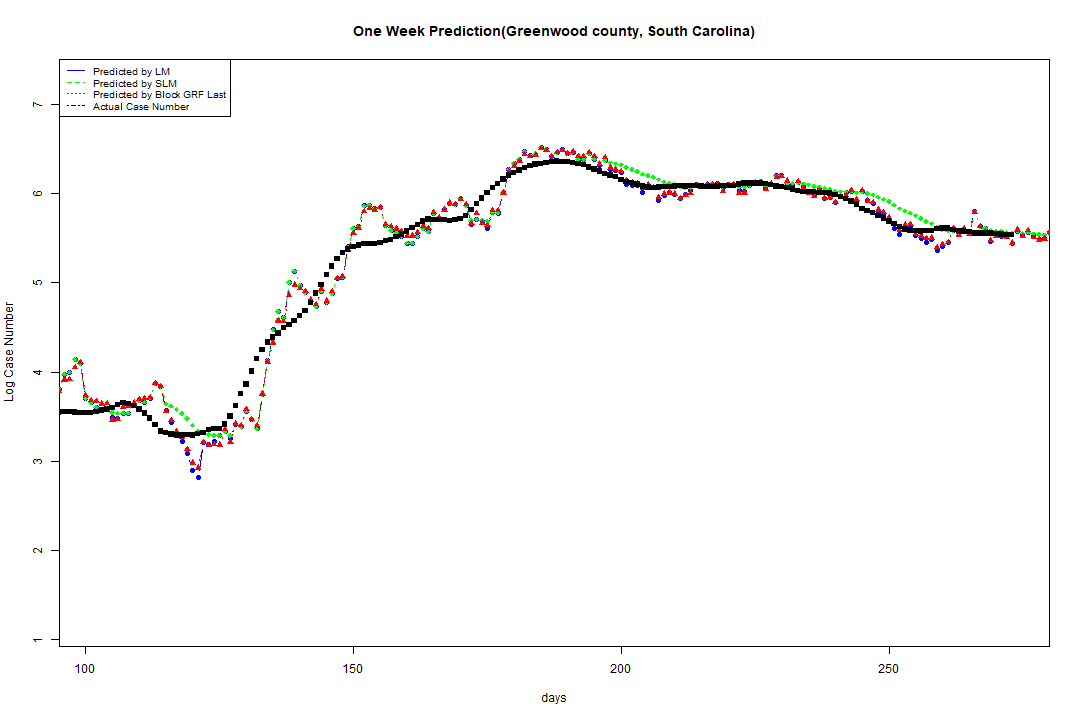 One Week Prediction(Greenwood county, South Carolina)
Predicted by LM
Predicted by SLM
Predicted by Block GRF Last
Actual Case Number
7
6
5
4
3
2
1
Log Case Number
100 150 200 250
days